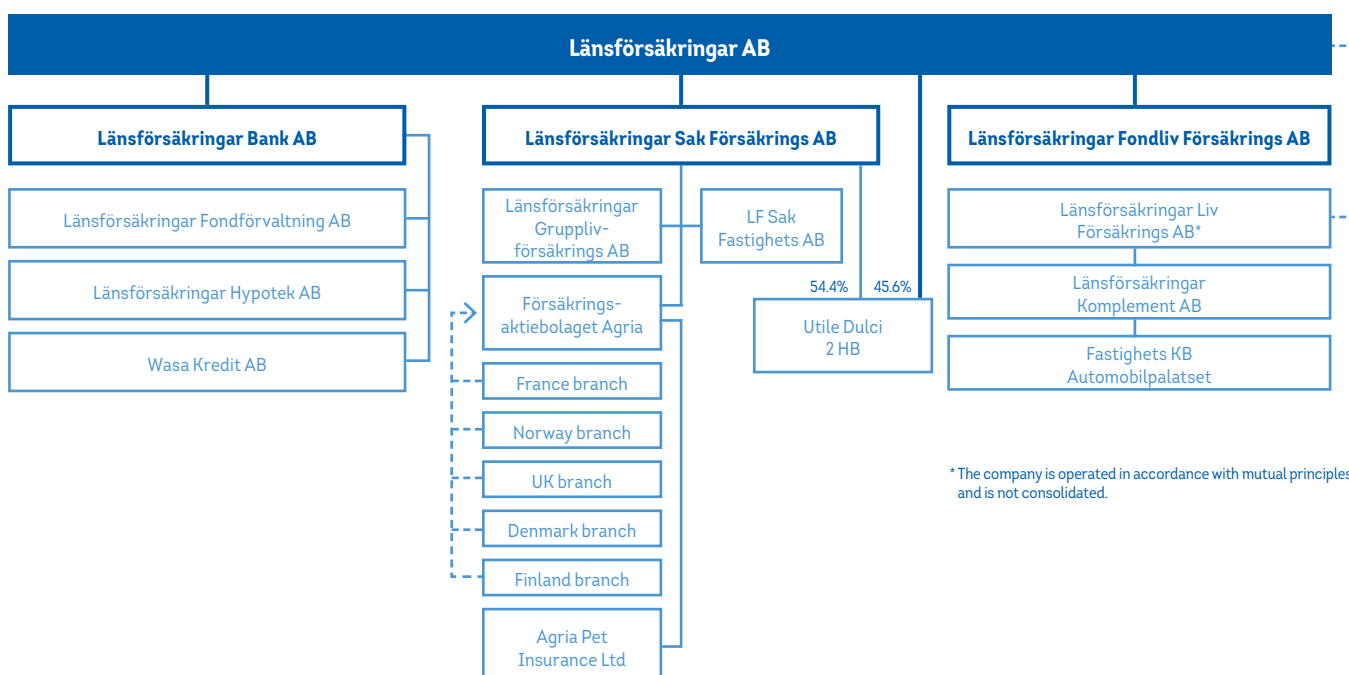 Länsförsäkringar AB
Länsförsäkringar Bank AB
Länsförsäkringar Fondförvaltning AB
Länsförsäkringar Hypotek AB
Wasa Kredit AB
Länsförsäkringar Sak Försäkrings AB
Länsförsäkringar
Gruppliv-
försäkrings AB
LF Sak
Fastighets AB
Försäkrings-
aktiebolaget Agria
54.4%
45.6%
Utile Dulci
2 HB
France branch
Norway branch
UK branch
Denmark branch
Finland branch
Agria Pet
Insurance Ltd
Länsförsäkringar Fondliv Försäkrings AB
Länsförsäkringar Liv
Försäkrings AB*
Länsförsäkringar
Komplement AB
Fastighets KB
Automobilpalatset
* The company is operated in accordance with mutual principles
and is not consolidated.